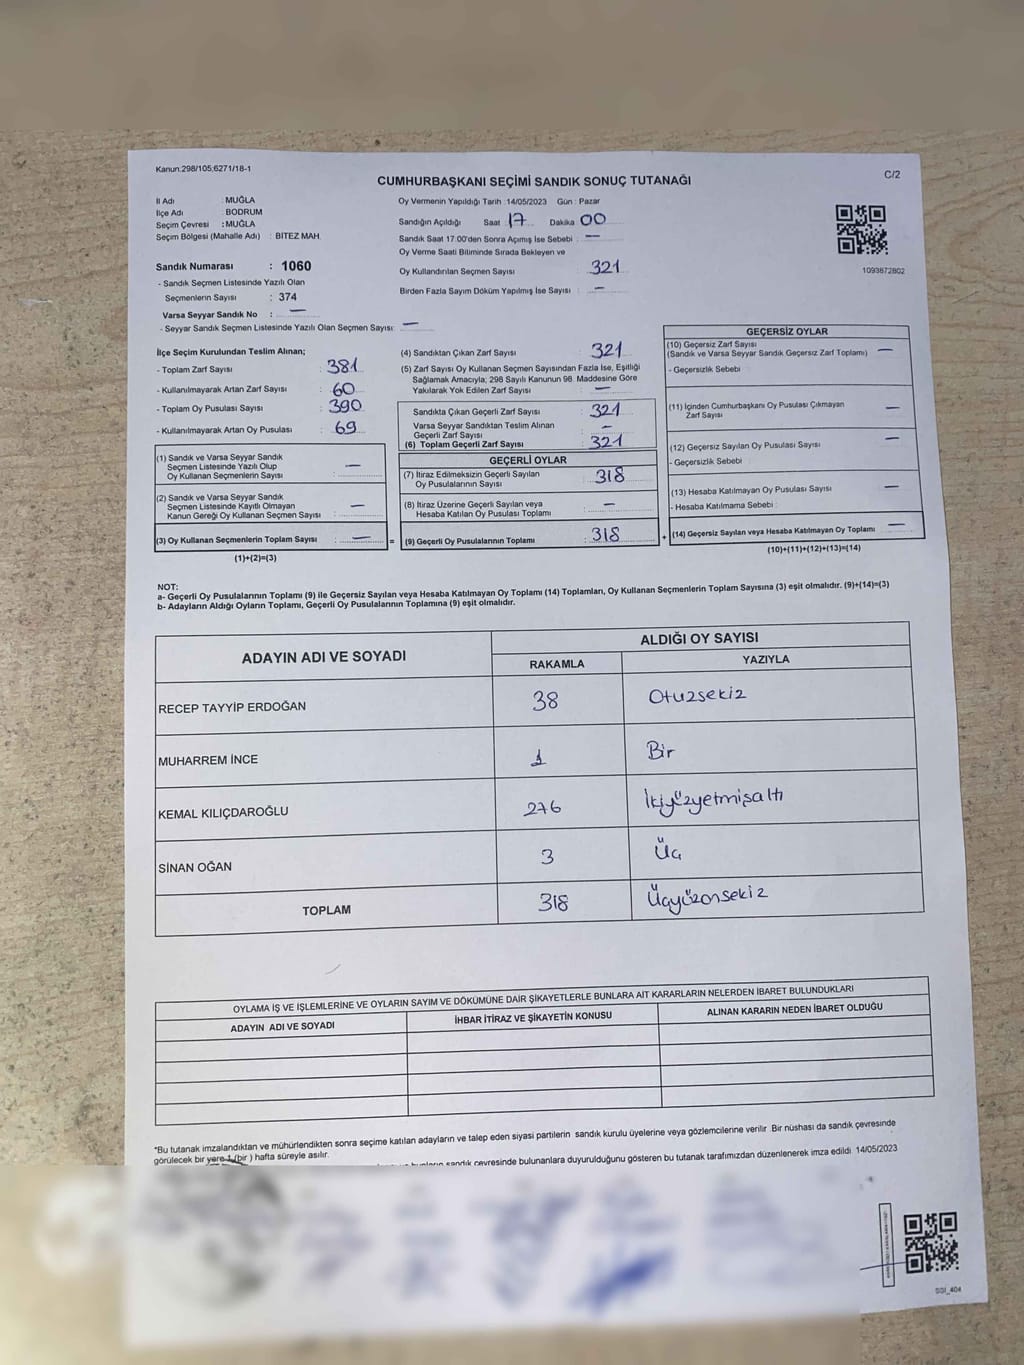 Kanun:298/105;6271/18-1
C/2
CUMHURBAŞKANI SEÇİMİ SANDIK SONUÇ TUTANAĞI
İl Adı : MUĞLA
İlçe Adı : BODRUM
Seçim Çevresi : MUĞLA
Seçim Bölgesi (Mahalle Adı) : BİTEZ MAH.
Sandık Numarası : 1060
- Sandık Seçmen Listesinde Yazılı Olan
Seçmenlerin Sayısı : 374
Varsa Seyyar Sandık No : —
- Seyyar Sandık Seçmen Listesinde Yazılı Olan Seçmen Sayısı: —
Oy Vermenin Yapıldığı Tarih :14/05/2023 Gün : Pazar
Sandığın Açıldığı Saat 17 Dakika 00
Sandık Saat 17:00'den Sonra Açılmış İse Sebebi : —
Oy Verme Saati Bitiminde Sırada Bekleyen ve
Oy Kullandırılan Seçmen Sayısı : 321
Birden Fazla Sayım Döküm Yapılmış İse Sayısı : —
1093872802
İlçe Seçim Kurulundan Teslim Alınan;
- Toplam Zarf Sayısı : 381
- Kullanılmayarak Artan Zarf Sayısı : 60
- Toplam Oy Pusulası Sayısı : 390
- Kullanılmayarak Artan Oy Pusulası : 69
(1) Sandık ve Varsa Seyyar Sandık
Seçmen Listesinde Yazılı Olup
Oy Kullanan Seçmenlerin Sayısı : —
(2) Sandık ve Varsa Seyyar Sandık
Seçmen Listesinde Kayıtlı Olmayan
Kanun Gereği Oy Kullanan Seçmen Sayısı : —
(3) Oy Kullanan Seçmenlerin Toplam Sayısı : —
(1)+(2)=(3)
=
(4) Sandıktan Çıkan Zarf Sayısı : 321
(5) Zarf Sayısı Oy Kullanan Seçmen Sayısından Fazla İse, Eşitliği
Sağlamak Amacıyla; 298 Sayılı Kanunun 98. Maddesine Göre
Yakılarak Yok Edilen Zarf Sayısı : —
Sandıkta Çıkan Geçerli Zarf Sayısı : 321
Varsa Seyyar Sandıktan Teslim Alınan
Geçerli Zarf Sayısı : —
(6) Toplam Geçerli Zarf Sayısı : 321
GEÇERLİ OYLAR
(7) İtiraz Edilmeksizin Geçerli Sayılan
Oy Pusulalarının Sayısı : 318
(8) İtiraz Üzerine Geçerli Sayılan veya
Hesaba Katılan Oy Pusulası Toplamı : —
(9) Geçerli Oy Pusulalarının Toplamı : 318
+
GEÇERSİZ OYLAR
(10) Geçersiz Zarf Sayısı
(Sandık ve Varsa Seyyar Sandık Geçersiz Zarf Toplamı) —
- Geçersizlik Sebebi :
(11) İçinden Cumhurbaşkanı Oy Pusulası Çıkmayan
Zarf Sayısı —
(12) Geçersiz Sayılan Oy Pusulası Sayısı —
- Geçersizlik Sebebi :
(13) Hesaba Katılmayan Oy Pusulası Sayısı —
- Hesaba Katılmama Sebebi :
(14) Geçersiz Sayılan veya Hesaba Katılmayan Oy Toplamı —
(10)+(11)+(12)+(13)=(14)
NOT:
a- Geçerli Oy Pusulalarının Toplamı (9) ile Geçersiz Sayılan veya Hesaba Katılmayan Oy Toplamı (14) Toplamları, Oy Kullanan Seçmenlerin Toplam Sayısına (3) eşit olmalıdır. (9)+(14)=(3)
b- Adayların Aldığı Oyların Toplamı, Geçerli Oy Pusulalarının Toplamına (9) eşit olmalıdır.
ADAYIN ADI VE SOYADI
ALDIĞI OY SAYISI
RAKAMLA YAZIYLA
RECEP TAYYİP ERDOĞAN 38 Otuzsekiz
MUHARREM İNCE 1 Bir
KEMAL KILIÇDAROĞLU 276 İkiyüzyetmişaltı
SİNAN OĞAN 3 Üç
TOPLAM 318 Üçyüzonsekiz
OYLAMA İŞ VE İŞLEMLERİNE VE OYLARIN SAYIM VE DÖKÜMÜNE DAİR ŞİKAYETLERLE BUNLARA AİT KARARLARIN NELERDEN İBARET BULUNDUKLARI
ADAYIN ADI VE SOYADI İHBAR İTİRAZ VE ŞİKAYETİN KONUSU ALINAN KARARIN NEDEN İBARET OLDUĞU
*Bu tutanak imzalandıktan ve mühürlendikten sonra seçime katılan adayların ve talep eden siyasi partilerin sandık kurulu üyelerine veya gözlemcilerine verilir. Bir nüshası da sandık çevresinde
görülecek bir yere 1 (bir) hafta süreyle asılır.
sandık çevresinde bulunanlara duyurulduğunu gösteren bu tutanak tarafımızdan düzenlenerek imza edildi. 14/05/2023